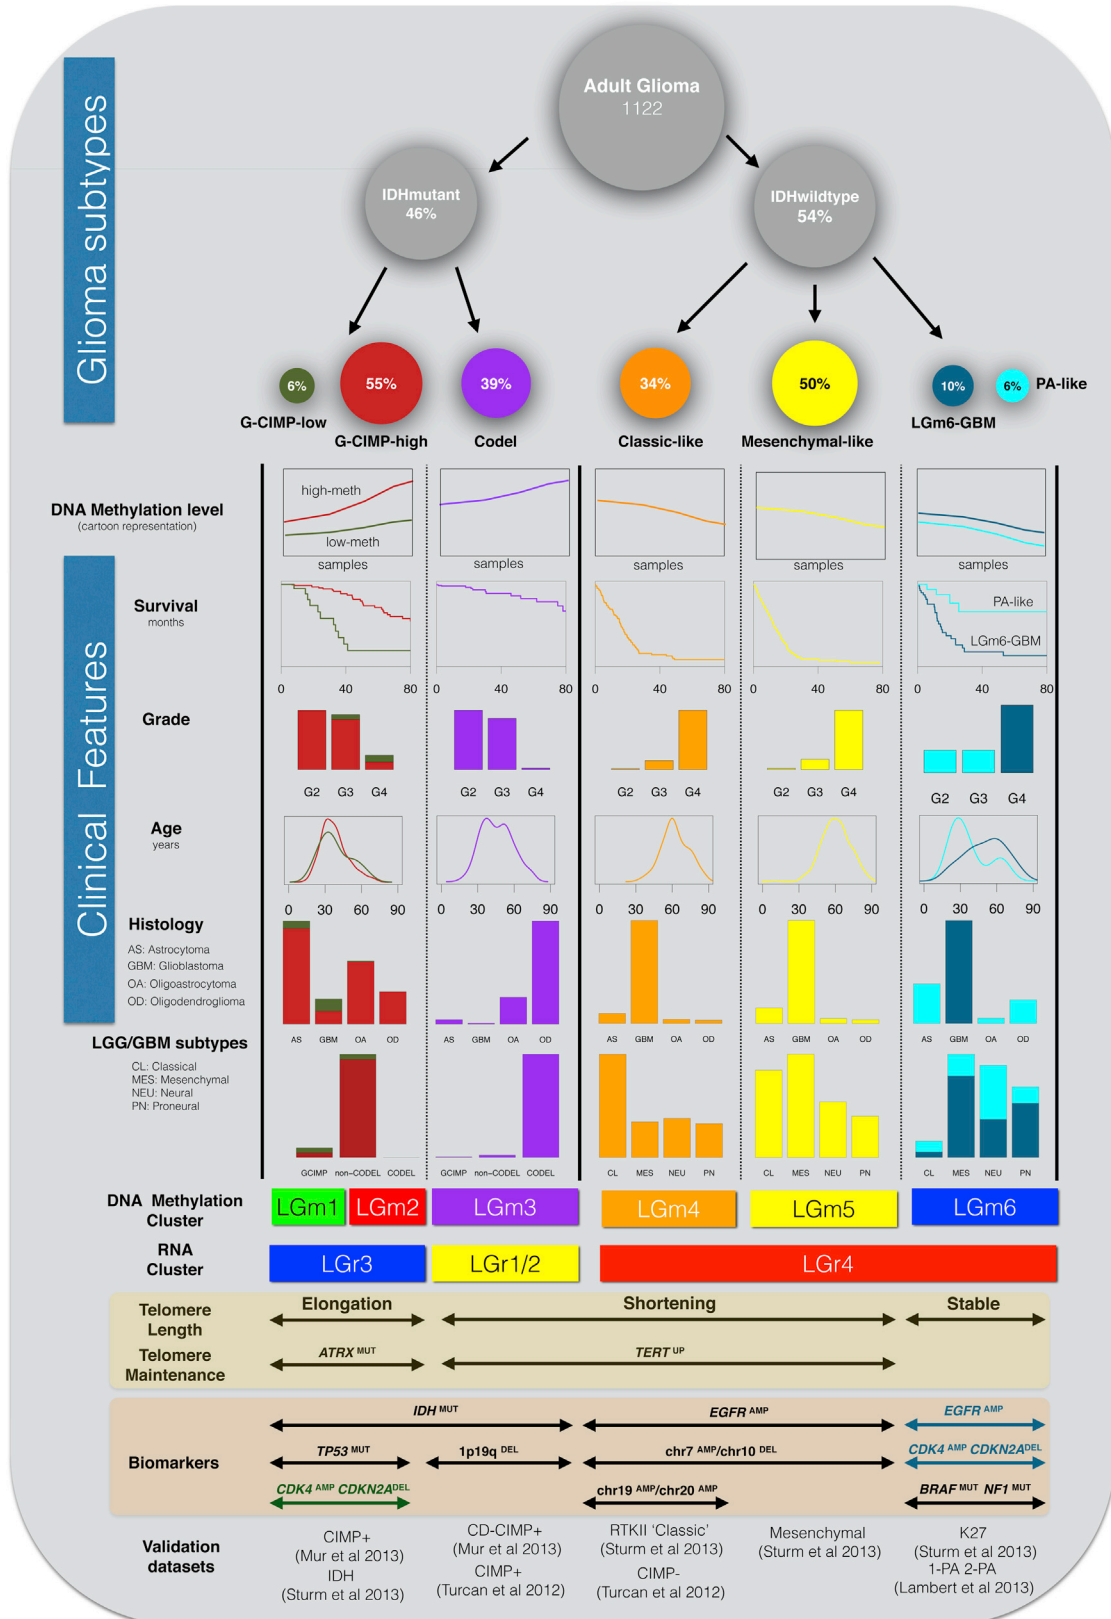 Glioma subtypes
Adult Glioma
1122
IDHmutant
46%
IDHwildtype
54%
6%
55%
39%
34%
50%
10%
6%
PA-like
G-CIMP-low
G-CIMP-high
Codel
Classic-like
Mesenchymal-like
LGm6-GBM
DNA Methylation level
(cartoon representation)
high-meth
low-meth
samples
samples
samples
samples
samples
Clinical Features
Survival
months
PA-like
LGm6-GBM
0 40 80
0 40 80
0 40 80
0 40 80
0 40 80
Grade
G2 G3 G4
G2 G3 G4
G2 G3 G4
G2 G3 G4
G2 G3 G4
Age
years
0 30 60 90
0 30 60 90
0 30 60 90
0 30 60 90
0 30 60 90
Histology
AS: Astrocytoma
GBM: Glioblastoma
OA: Oligoastrocytoma
OD: Oligodendroglioma
AS GBM OA OD
AS GBM OA OD
AS GBM OA OD
AS GBM OA OD
AS GBM OA OD
LGG/GBM subtypes
CL: Classical
MES: Mesenchymal
NEU: Neural
PN: Proneural
GCIMP non-CODEL CODEL
GCIMP non-CODEL CODEL
CL MES NEU PN
CL MES NEU PN
CL MES NEU PN
DNA Methylation
Cluster
LGm1
LGm2
LGm3
LGm4
LGm5
LGm6
RNA
Cluster
LGr3
LGr1/2
LGr4
Telomere
Length
Elongation
Shortening
Stable
Telomere
Maintenance
ATRX MUT
TERT UP
Biomarkers
IDH MUT
EGFR AMP
EGFR AMP
TP53 MUT
1p19q DEL
chr7 AMP/chr10 DEL
CDK4 AMP CDKN2A DEL
CDK4 AMP CDKN2A DEL
chr19 AMP/chr20 AMP
BRAF MUT NF1 MUT
Validation
datasets
CIMP+
(Mur et al 2013)
IDH
(Sturm et al 2013)
CD-CIMP+
(Mur et al 2013)
CIMP+
(Turcan et al 2012)
RTKII ‘Classic’
(Sturm et al 2013)
CIMP-
(Turcan et al 2012)
Mesenchymal
(Sturm et al 2013)
K27
(Sturm et al 2013)
1-PA 2-PA
(Lambert et al 2013)